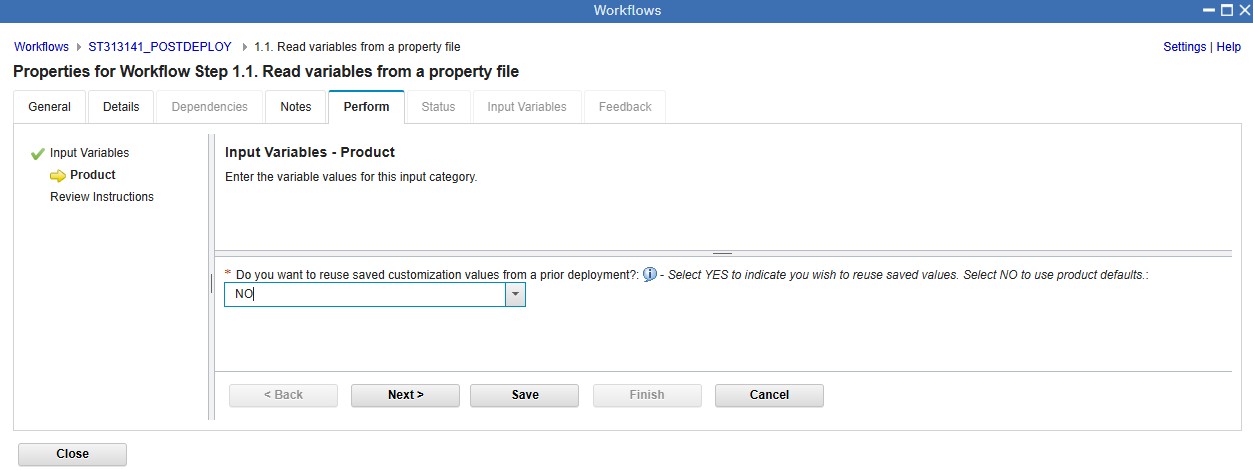 Workflows
Workflows ST313141_POSTDEPLOY 1.1. Read variables from a property file Settings | Help
Properties for Workflow Step 1.1. Read variables from a property file
General Details Dependencies Notes Perform Status Input Variables Feedback
Input Variables
Product
Review Instructions
Input Variables - Product
Enter the variable values for this input category.
* Do you want to reuse saved customization values from a prior deployment?: i - Select YES to indicate you wish to reuse saved values. Select NO to use product defaults.:
NO
< Back Next > Save Finish Cancel
Close